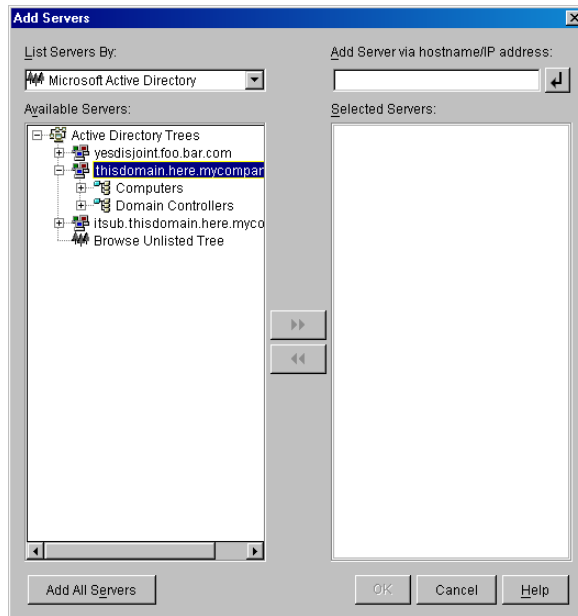 Add Servers
List Servers By:
Add Server via hostname/IP address:
Microsoft Active Directory
Available Servers:
Selected Servers:
Active Directory Trees
yesdisjoint.foo.bar.com
thisdomain.here.mycompar
Computers
Domain Controllers
itsub.thisdomain.here.myco
Browse Unlisted Tree
Add All Servers
OK
Cancel
Help